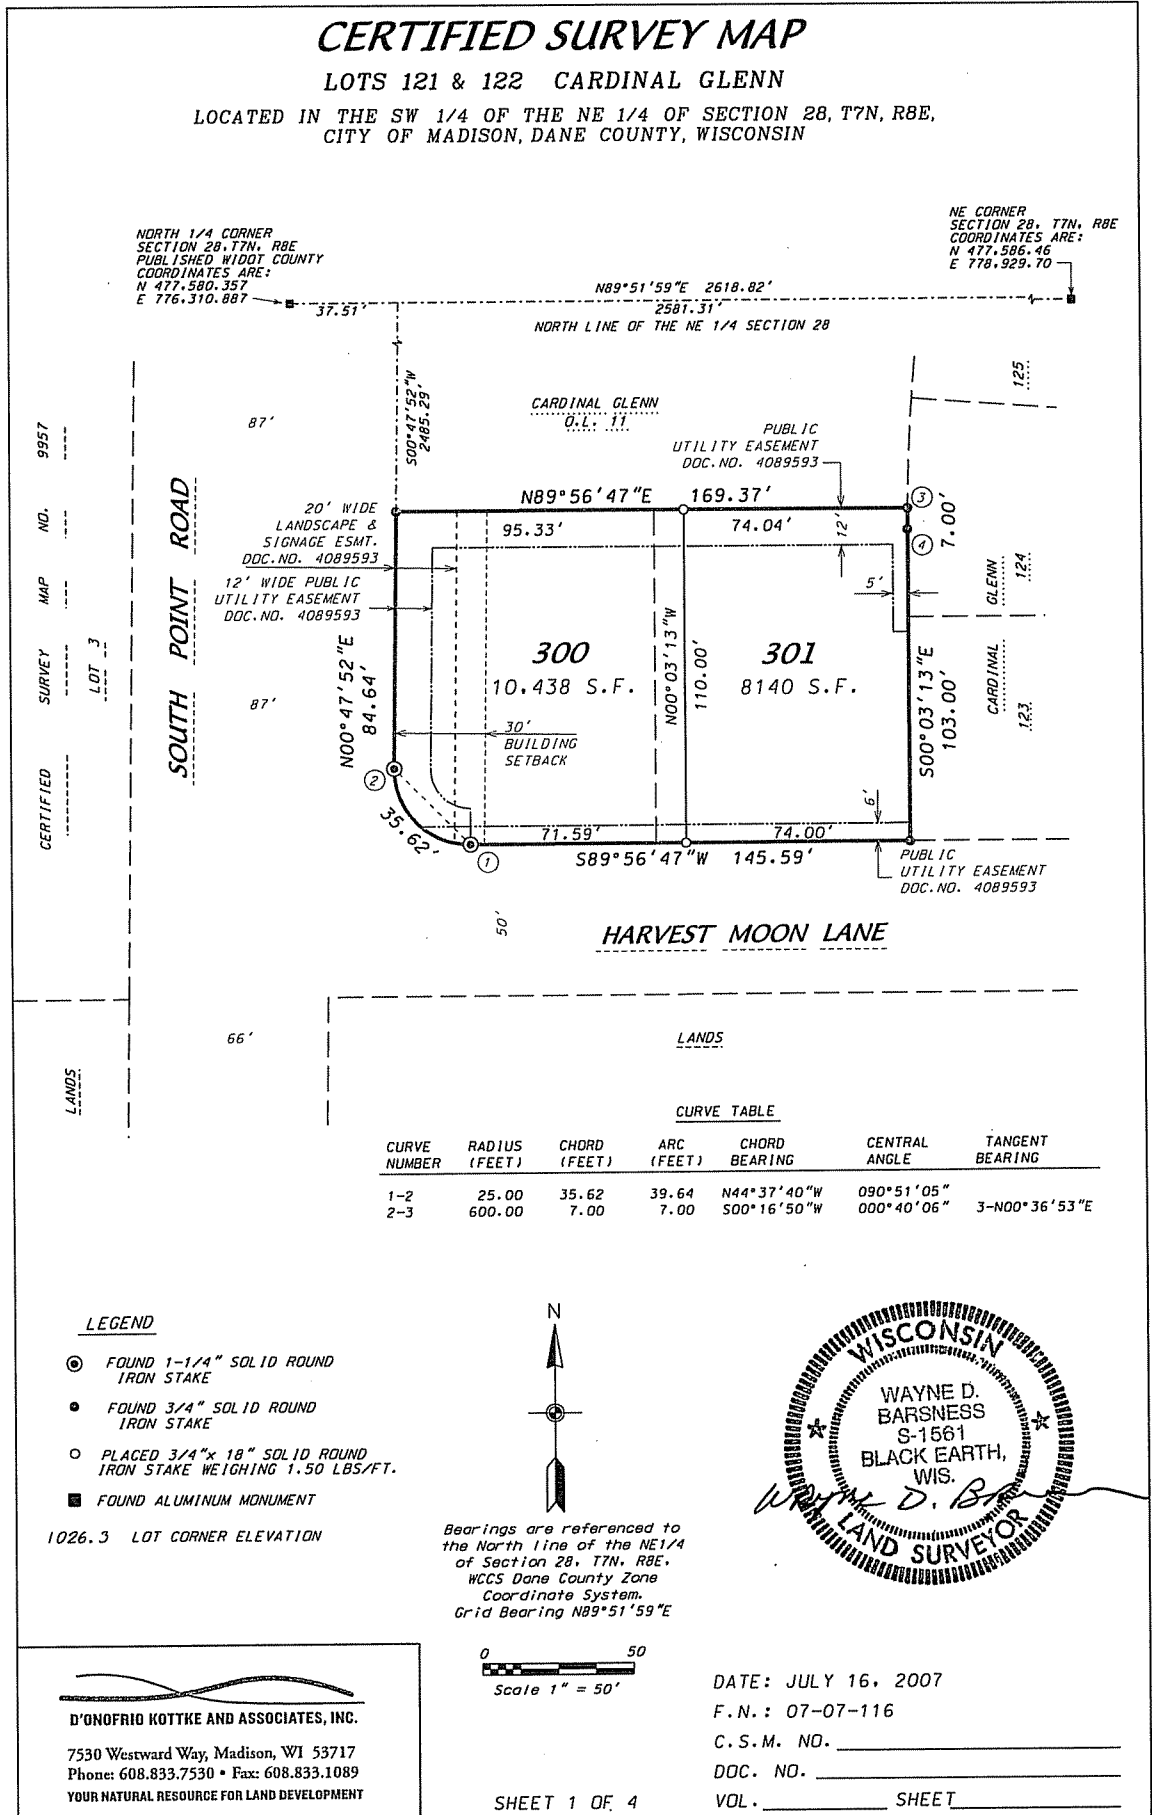 CERTIFIED SURVEY MAP
LOTS 121 & 122 CARDINAL GLENN
LOCATED IN THE SW 1/4 OF THE NE 1/4 OF SECTION 28, T7N, R8E,
CITY OF MADISON, DANE COUNTY, WISCONSIN
NORTH 1/4 CORNER
SECTION 28, T7N, R8E
PUBLISHED WIDOT COUNTY
COORDINATES ARE:
N 477.580.357
E 776.310.887
NE CORNER
SECTION 28, T7N, R8E
COORDINATES ARE:
N 477.586.46
E 778.929.70
N89°51'59"E 2618.82'
37.51'
2581.31'
NORTH LINE OF THE NE 1/4 SECTION 28
S00°47'52"W
2485.29'
CARDINAL GLENN
O.L. 11
125
87'
PUBLIC
UTILITY EASEMENT
DOC.NO. 4089593
CERTIFIED SURVEY MAP NO. 9957
LOT 3
SOUTH POINT ROAD
N89°56'47"E 169.37'
95.33'
74.04'
12'
3
4
7.00'
20' WIDE
LANDSCAPE &
SIGNAGE ESMT.
DOC.NO. 4089593
12' WIDE PUBLIC
UTILITY EASEMENT
DOC.NO. 4089593
5'
CARDINAL GLENN
124
123
N00°47'52"E
84.64'
300
10.438 S.F.
N00°03'13"W
110.00'
301
8140 S.F.
S00°03'13"E
103.00'
87'
30'
BUILDING
SETBACK
2
35.62'
6'
71.59'
74.00'
1
S89°56'47"W 145.59'
PUBLIC
UTILITY EASEMENT
DOC.NO. 4089593
50'
HARVEST MOON LANE
66'
LANDS
LANDS
CURVE TABLE
CURVE NUMBER RADIUS (FEET) CHORD (FEET) ARC (FEET) CHORD BEARING CENTRAL ANGLE TANGENT BEARING
1-2 25.00 35.62 39.64 N44°37'40"W 090°51'05"
2-3 600.00 7.00 7.00 S00°16'50"W 000°40'06" 3-N00°36'53"E
LEGEND
FOUND 1-1/4" SOLID ROUND
IRON STAKE
FOUND 3/4" SOLID ROUND
IRON STAKE
PLACED 3/4"x 18" SOLID ROUND
IRON STAKE WEIGHING 1.50 LBS/FT.
FOUND ALUMINUM MONUMENT
1026.3 LOT CORNER ELEVATION
N
Bearings are referenced to
the North line of the NE1/4
of Section 28, T7N, R8E,
WCCS Dane County Zone
Coordinate System.
Grid Bearing N89°51'59"E
WISCONSIN
WAYNE D.
BARSNESS
S-1561
BLACK EARTH,
WIS.
LAND SURVEYOR
0 50
Scale 1" = 50'
D'ONOFRIO KOTTKE AND ASSOCIATES, INC.
7530 Westward Way, Madison, WI 53717
Phone: 608.833.7530 • Fax: 608.833.1089
YOUR NATURAL RESOURCE FOR LAND DEVELOPMENT
SHEET 1 OF 4
DATE: JULY 16, 2007
F.N.: 07-07-116
C.S.M. NO.
DOC. NO.
VOL. SHEET